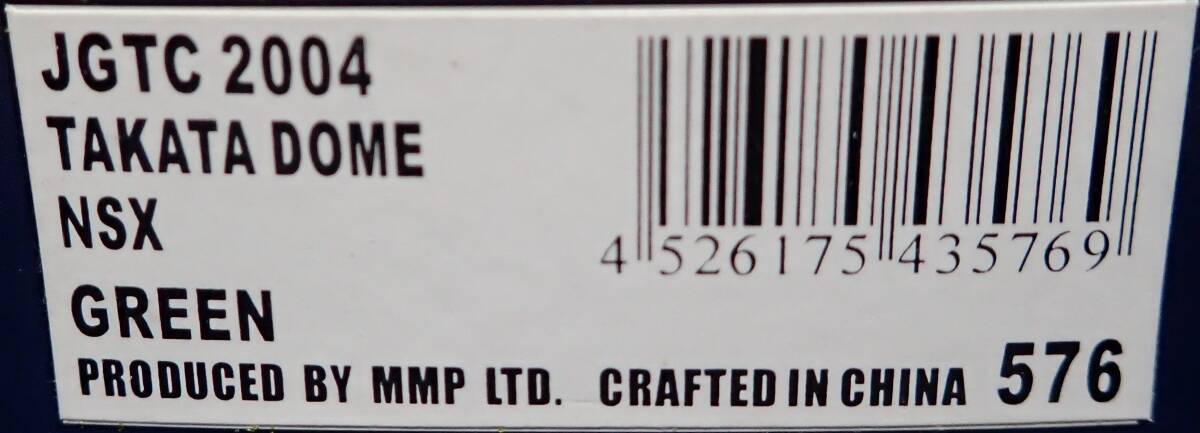 JGTC 2004
TAKATA DOME
NSX
GREEN
4 526175 435769
PRODUCED BY MMP LTD. CRAFTED IN CHINA 576